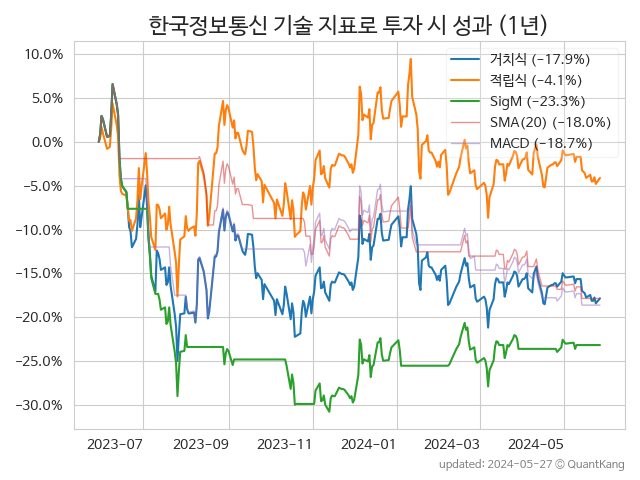 한국정보통신 기술 지표로 투자 시 성과 (1년)
10.0%
5.0%
0.0%
−5.0%
−10.0%
−15.0%
−20.0%
−25.0%
−30.0%
거치식 (−17.9%)
적립식 (−4.1%)
SigM (−23.3%)
SMA(20) (−18.0%)
MACD (−18.7%)
2023−07 2023−09 2023−11 2024−01 2024−03 2024−05
updated: 2024−05−27 ⓒ QuantKang